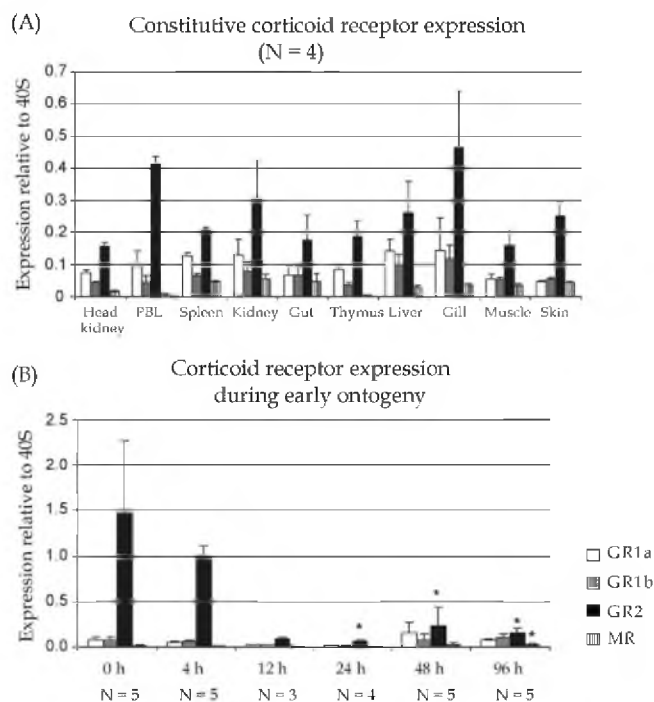 (A) Constitutive corticoid receptor expression
(N = 4)
Expression relative to 40S
0.7
0.6
0.5
0.4
0.3
0.2
0.1
0
Head kidney PBL Spleen Kidney Gut Thymus Liver Gill Muscle Skin
(B) Corticoid receptor expression
during early ontogeny
Expression relative to 40S
2.5
2.0
1.5
1.0
0.5
0.0
* * * *
0 h 4 h 12 h 24 h 48 h 96 h
N = 5 N = 5 N = 3 N = 4 N = 5 N = 5
GR1a
GR1b
GR2
MR